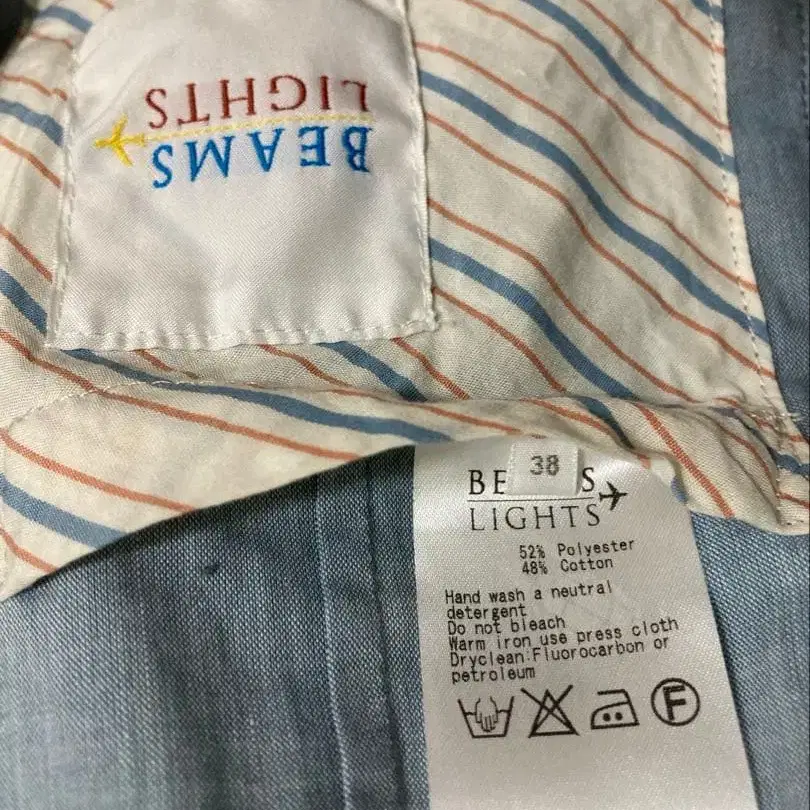 BEAMS
LIGHTS
38
BE S
LIGHTS
52% Polyester
48% Cotton
Hand wash a neutral
detergent
Do not bleach
Warm iron use press cloth
Dryclean:Fluorocarbon or
petroleum
F